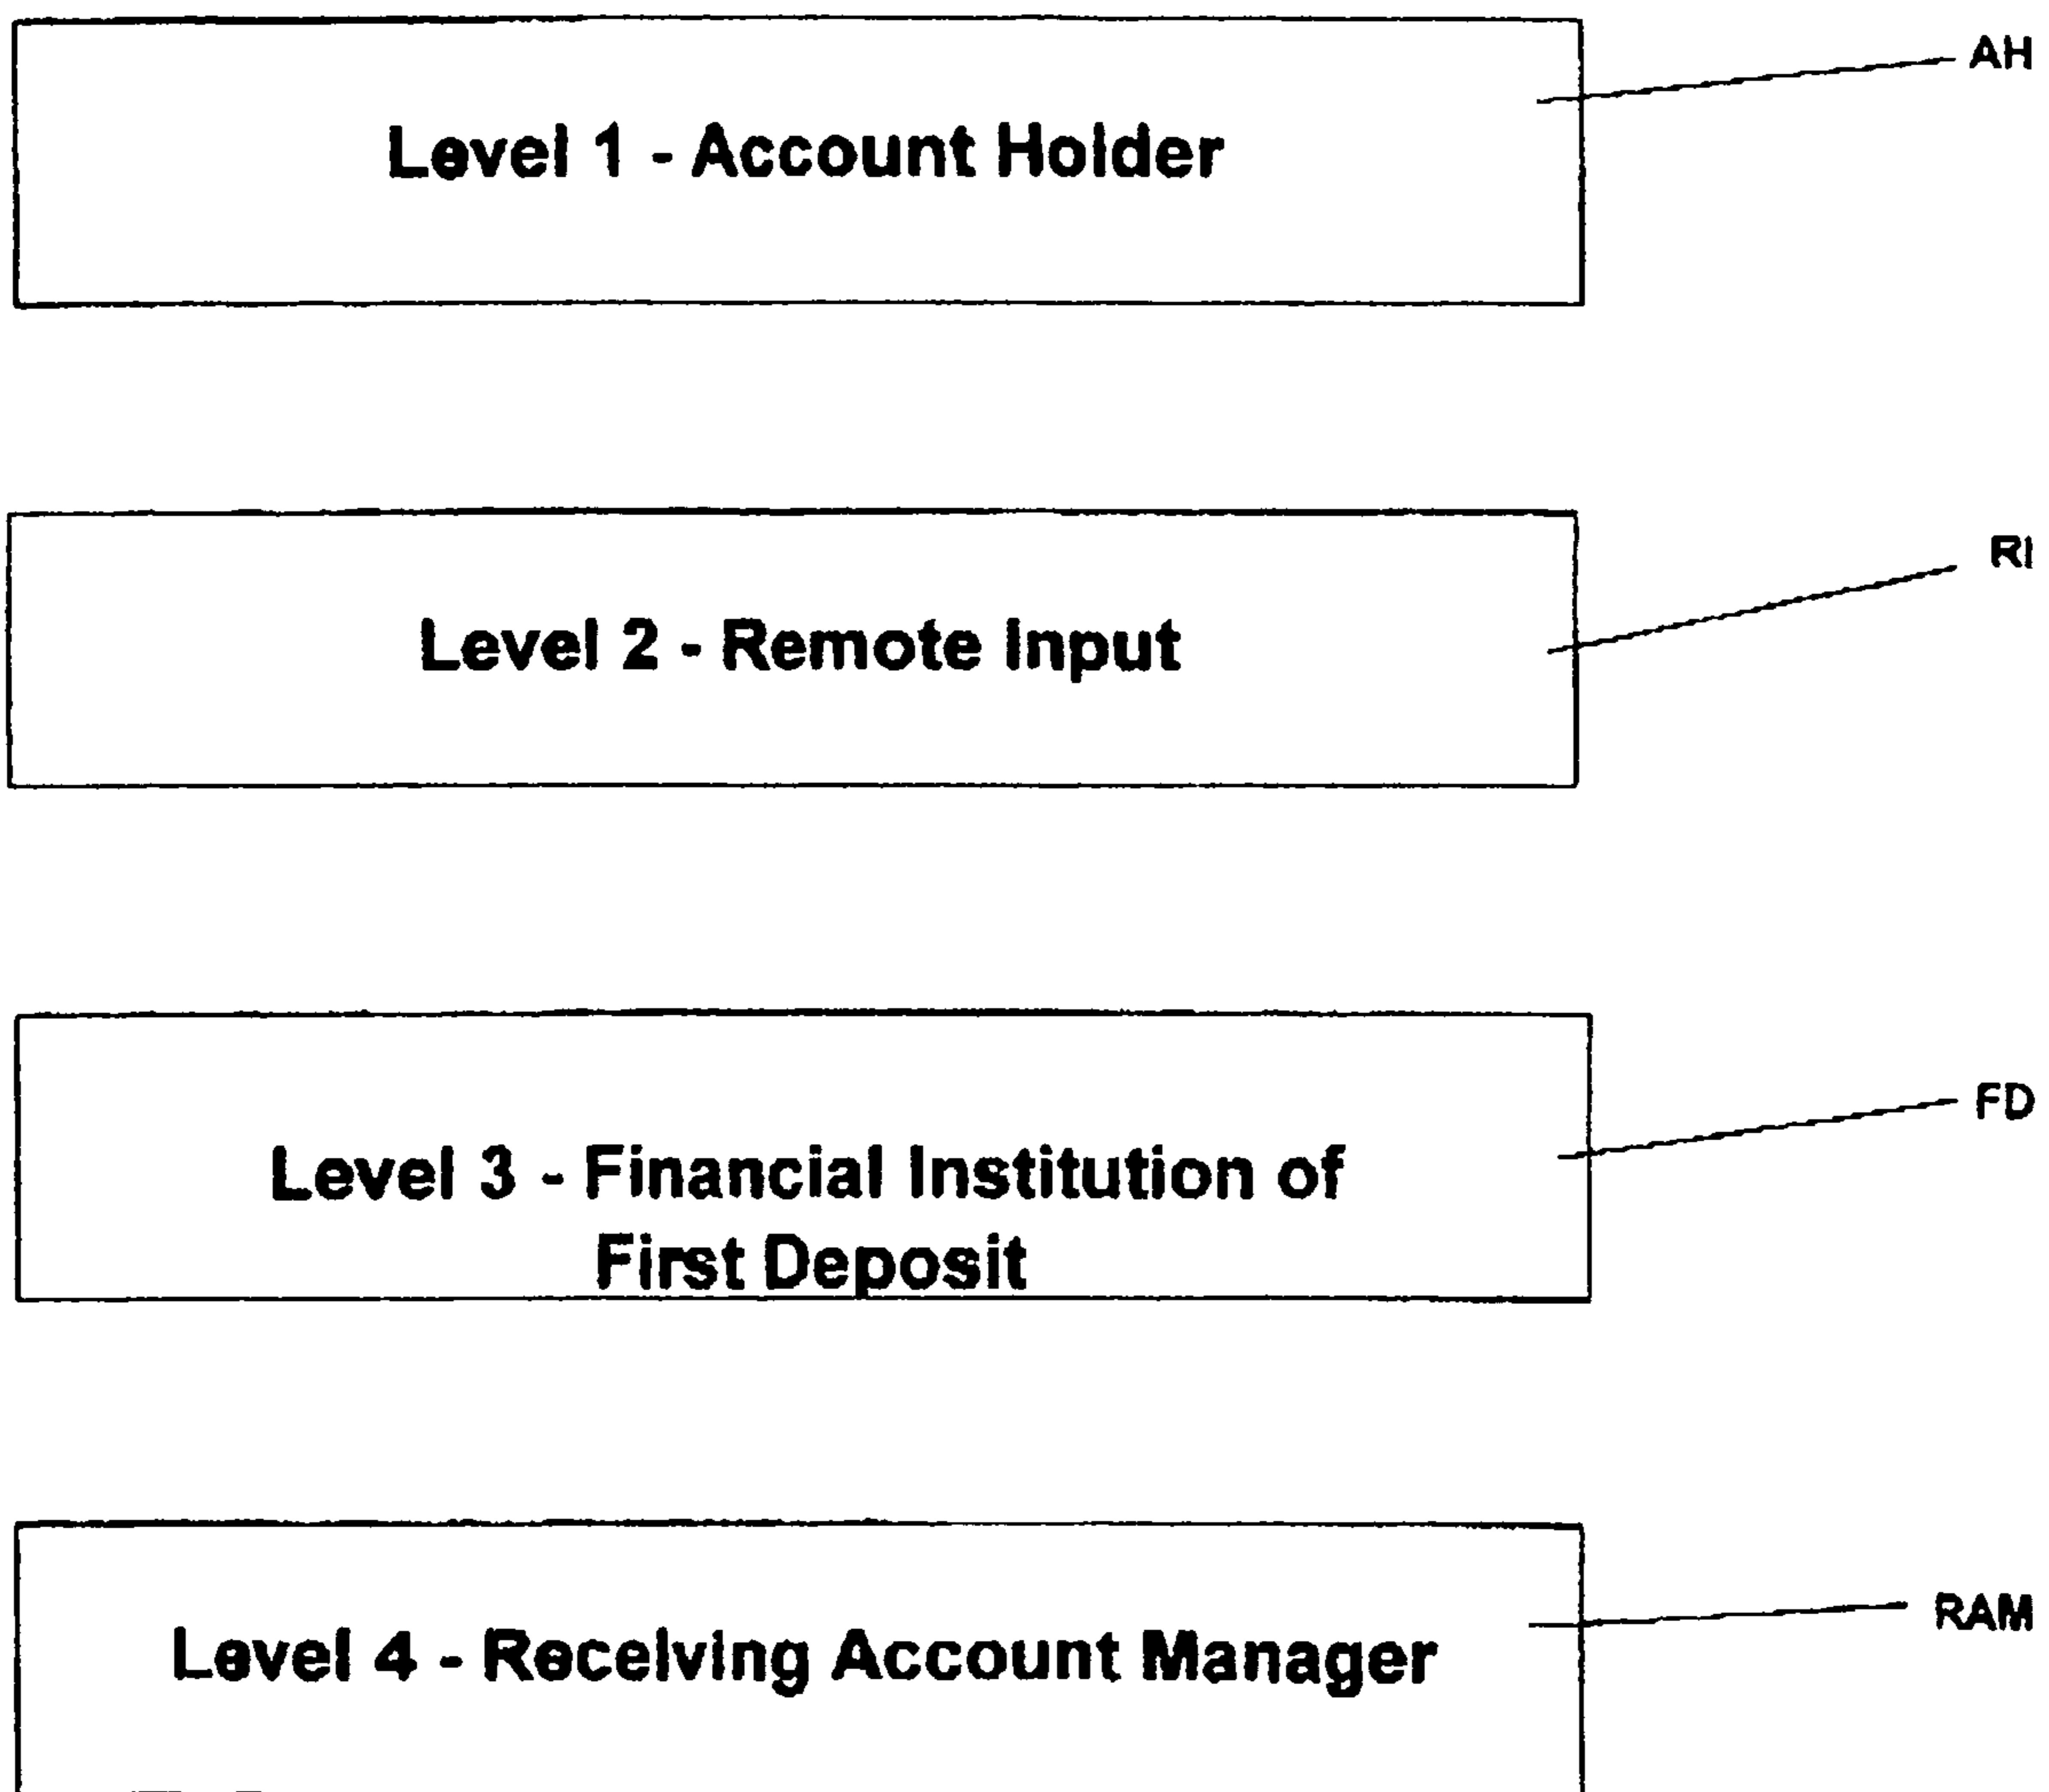 AH
Level 1 - Account Holder
RI
Level 2 - Remote Input
FD
Level 3 - Financial Institution of
First Deposit
RAM
Level 4 - Receiving Account Manager